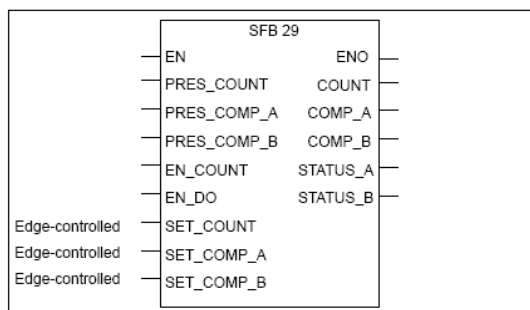 SFB 29
EN ENO
PRES_COUNT COUNT
PRES_COMP_A COMP_A
PRES_COMP_B COMP_B
EN_COUNT STATUS_A
EN_DO STATUS_B
Edge-controlled SET_COUNT
Edge-controlled SET_COMP_A
Edge-controlled SET_COMP_B